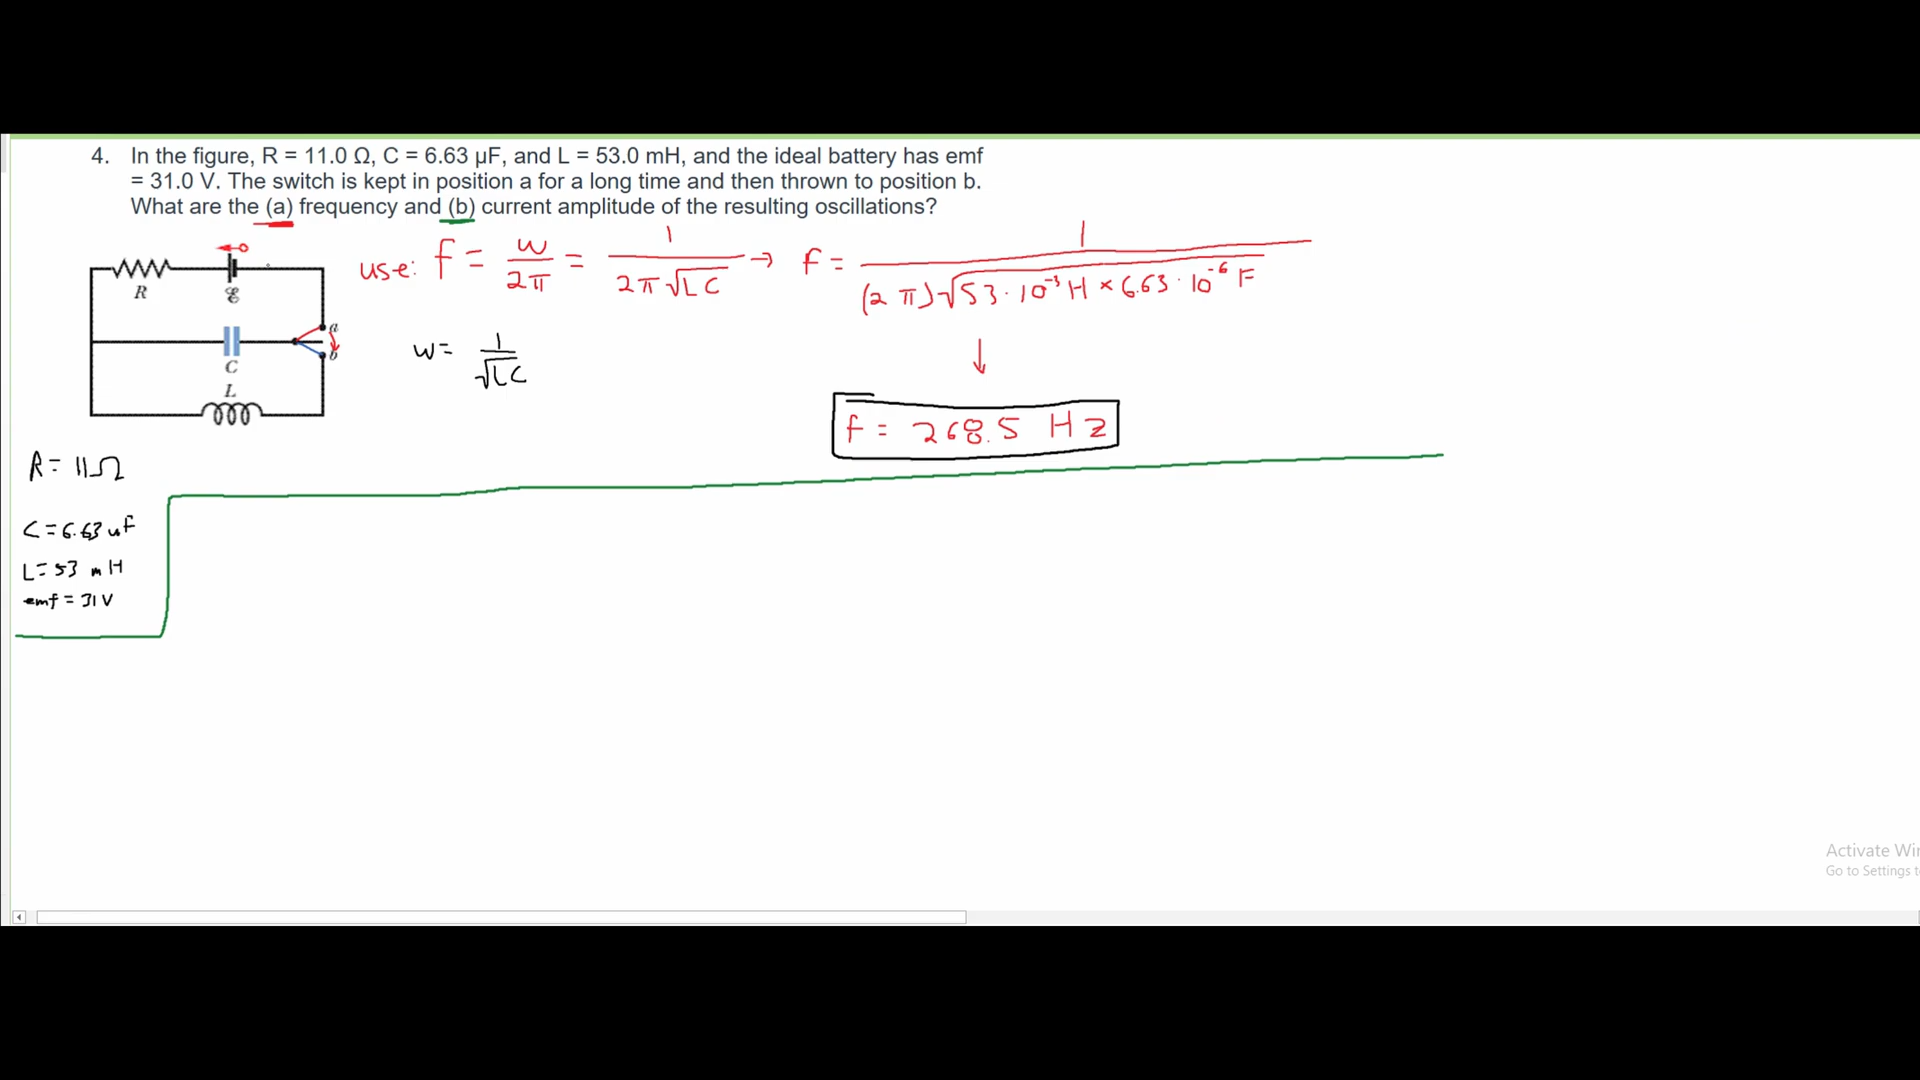 4. In the figure, R = 11.0 Ω, C = 6.63 μF, and L = 53.0 mH, and the ideal battery has emf
= 31.0 V. The switch is kept in position a for a long time and then thrown to position b.
What are the (a) frequency and (b) current amplitude of the resulting oscillations?
R
ℰ
a
b
C
L
use: f = w/2π = 1/(2π√LC) → f = 1/((2π)√53·10⁻³ H × 6.63·10⁻⁶ F)
w = 1/√LC
↓
f = 268.5 Hz
R = 11Ω
C = 6.63 uF
L = 53 mH
emf = 31V
Activate Wi
Go to Settings t